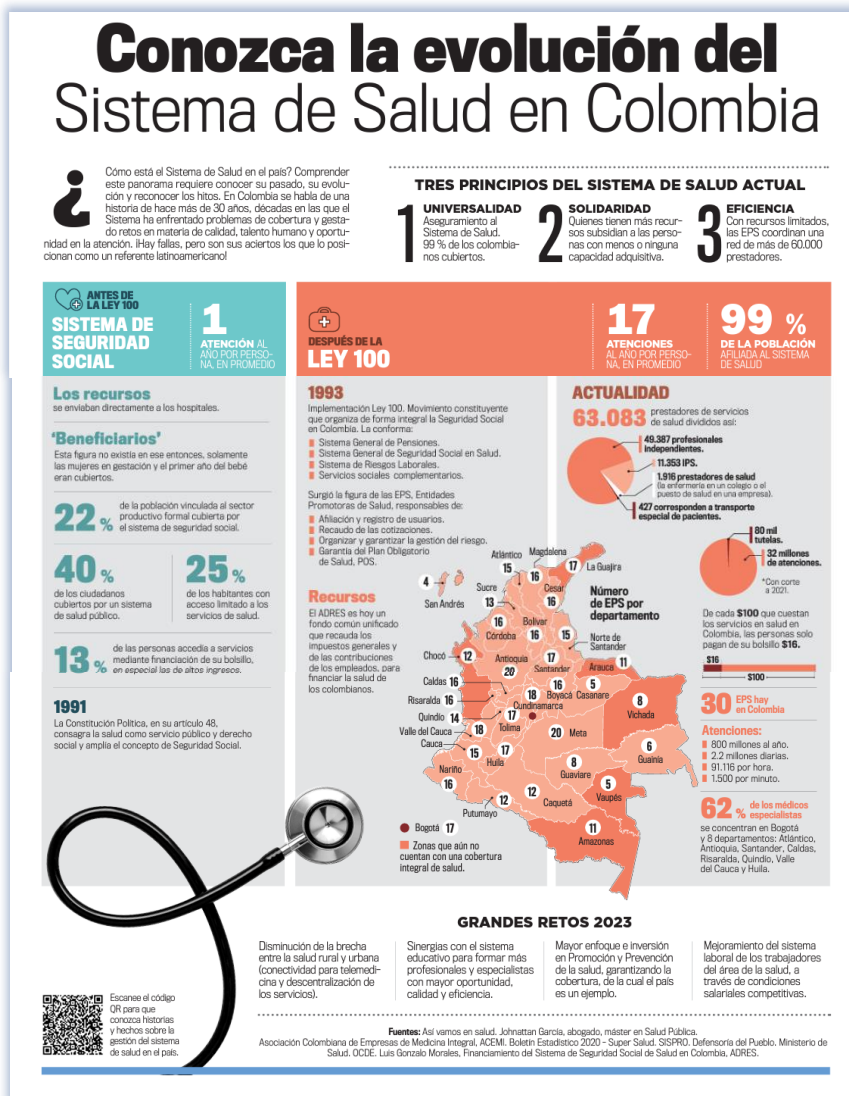 Conozca la evolución del
Sistema de Salud en Colombia
¿
Cómo está el Sistema de Salud en el país? Comprender
este panorama requiere conocer su pasado, su evolu-
ción y reconocer los hitos. En Colombia se habla de una
historia de hace más de 30 años, décadas en las que el
Sistema ha enfrentado problemas de cobertura y gesta-
do retos en materia de calidad, talento humano y oportu-
nidad en la atención. ¡Hay fallas, pero son sus aciertos los que lo posi-
cionan como un referente latinoamericano!
TRES PRINCIPIOS DEL SISTEMA DE SALUD ACTUAL
1
UNIVERSALIDAD
Aseguramiento al
Sistema de Salud.
99 % de los colombia-
nos cubiertos.
2
SOLIDARIDAD
Quienes tienen más recur-
sos subsidian a las perso-
nas con menos o ninguna
capacidad adquisitiva.
3
EFICIENCIA
Con recursos limitados,
las EPS coordinan una
red de más de 60.000
prestadores.
ANTES DE
LA LEY 100
SISTEMA DE
SEGURIDAD
SOCIAL
1
ATENCIÓN AL
AÑO POR PERSO-
NA, EN PROMEDIO
DESPUÉS DE LA
LEY 100
17
ATENCIONES
AL AÑO POR PERSO-
NA, EN PROMEDIO
99 %
DE LA POBLACIÓN
AFILIADA AL SISTEMA
DE SALUD
Los recursos
se enviaban directamente a los hospitales.
'Beneficiarios'
Esta figura no existía en ese entonces, solamente
las mujeres en gestación y el primer año del bebé
eran cubiertos.
22 %
de la población vinculada al sector
productivo formal cubierta por
el sistema de seguridad social.
40 %
de los ciudadanos
cubiertos por un sistema
de salud público.
25 %
de los habitantes con
acceso limitado a los
servicios de salud.
13 %
de las personas accedía a servicios
mediante financiación de su bolsillo,
en especial las de altos ingresos.
1991
La Constitución Política, en su artículo 48,
consagra la salud como servicio público y derecho
social y amplía el concepto de Seguridad Social.
1993
Implementación Ley 100. Movimiento constituyente
que organiza de forma integral la Seguridad Social
en Colombia. La conforma:
Sistema General de Pensiones.
Sistema General de Seguridad Social en Salud.
Sistema de Riesgos Laborales.
Servicios sociales complementarios.
Surgió la figura de las EPS, Entidades
Promotoras de Salud, responsables de:
Afiliación y registro de usuarios.
Recaudo de las cotizaciones.
Organizar y garantizar la gestión del riesgo.
Garantía del Plan Obligatorio
de Salud, POS.
Recursos
El ADRES es hoy un
fondo común unificado
que recauda los
impuestos generales y
de las contribuciones
de los empleados, para
financiar la salud de
los colombianos.
ACTUALIDAD
63.083
prestadores de servicios
de salud divididos así:
49.387 profesionales
independientes.
11.353 IPS.
1.916 prestadores de salud
(la enfermería en un colegio o el
puesto de salud en una empresa).
427 corresponden a transporte
especial de pacientes.
80 mil
tutelas.
32 millones
de atenciones.
*Con corte
a 2021.
De cada $100 que cuestan
los servicios en salud en
Colombia, las personas solo
pagan de su bolsillo $16.
$16
$100
30 EPS hay
en Colombia
Atenciones:
800 millones al año.
2.2 millones diarias.
91.116 por hora.
1.500 por minuto.
62 % de los médicos
especialistas
se concentran en Bogotá
y 8 departamentos: Atlántico,
Antioquia, Santander, Caldas,
Risaralda, Quindío, Valle
del Cauca y Huila.
Número
de EPS por
departamento
4
San Andrés
Atlántico
15
Magdalena
16
17 La Guajira
Cesar
16
Sucre
13
16
Córdoba
Bolívar
16
15
Norte de
Santander
Chocó 12
Antioquia
20
17
Santander
Arauca 11
Caldas 16
16
Boyacá
5
Casanare
Risaralda 16
18
Cundinamarca
8
Vichada
Quindío 14
17
Tolima
Valle del Cauca 18
20 Meta
Cauca
15
17
Huila
6
Guainía
Nariño
16
8
Guaviare
12
Putumayo
12
Caquetá
5
Vaupés
11
Amazonas
Bogotá 17
Zonas que aún no
cuentan con una cobertura
integral de salud.
GRANDES RETOS 2023
Disminución de la brecha
entre la salud rural y urbana
(conectividad para telemedi-
cina y descentralización de
los servicios).
Sinergias con el sistema
educativo para formar más
profesionales y especialistas
con mayor oportunidad,
calidad y eficiencia.
Mayor enfoque e inversión
en Promoción y Prevención
de la salud, garantizando la
cobertura, de la cual el país
es un ejemplo.
Mejoramiento del sistema
laboral de los trabajadores
del área de la salud, a
través de condiciones
salariales competitivas.
Escanee el código
QR para que
conozca historias
y hechos sobre la
gestión del sistema
de salud en el país.
Fuentes: Así vamos en salud. Johnattan García, abogado, máster en Salud Pública.
Asociación Colombiana de Empresas de Medicina Integral, ACEMI. Boletín Estadístico 2020 - Super Salud. SISPRO. Defensoría del Pueblo. Ministerio de
Salud. OCDE. Luis Gonzalo Morales, Financiamiento del Sistema de Seguridad Social de Salud en Colombia, ADRES.